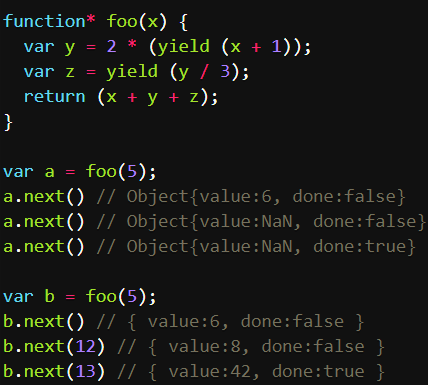 function* foo(x) {
  var y = 2 * (yield (x + 1));
  var z = yield (y / 3);
  return (x + y + z);
}

var a = foo(5);
a.next() // Object{value:6, done:false}
a.next() // Object{value:NaN, done:false}
a.next() // Object{value:NaN, done:true}

var b = foo(5);
b.next() // { value:6, done:false }
b.next(12) // { value:8, done:false }
b.next(13) // { value:42, done:true }